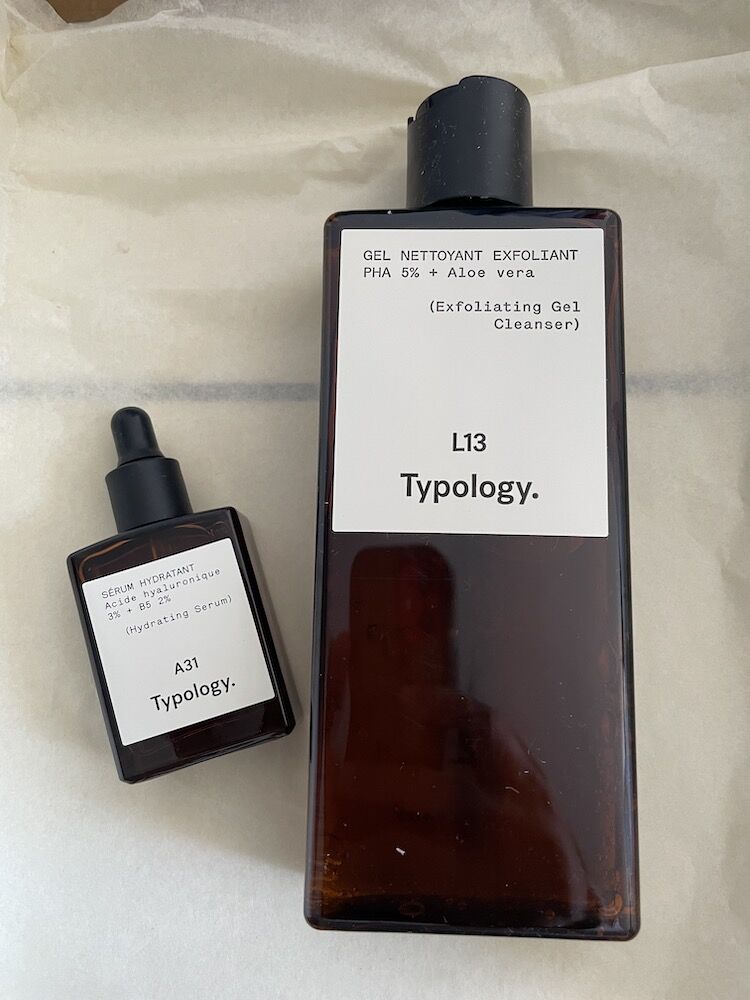 GEL NETTOYANT EXFOLIANT
PHA 5% + Aloe vera
(Exfoliating Gel
Cleanser)
L13
Typology.
SÉRUM HYDRATANT
Acide hyaluronique
3% + B5 2%
(Hydrating Serum)
A31
Typology.